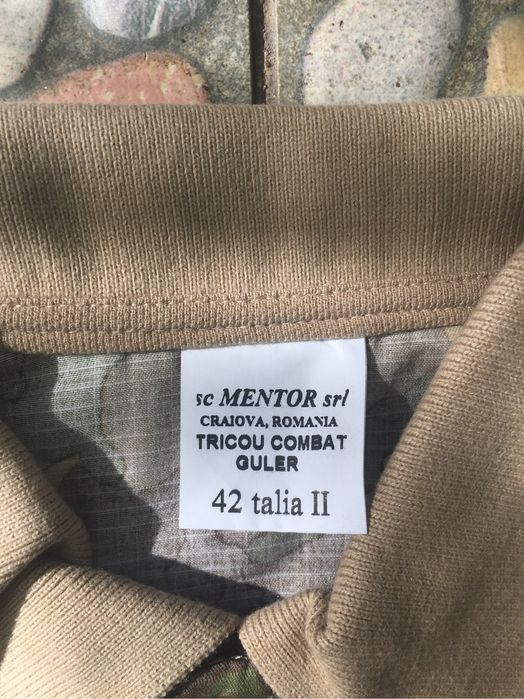 sc MENTOR srl
CRAIOVA, ROMANIA
TRICOU COMBAT
GULER
42 talia II